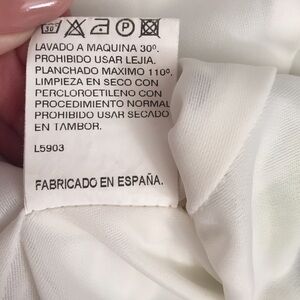 30 P
LAVADO A MAQUINA 30º.
PROHIBIDO USAR LEJIA.
PLANCHADO MAXIMO 110º.
LIMPIEZA EN SECO CON
PERCLOROETILENO CON
PROCEDIMIENTO NORMAL
PROHIBIDO USAR SECADO
EN TAMBOR.
L5903
FABRICADO EN ESPAÑA.